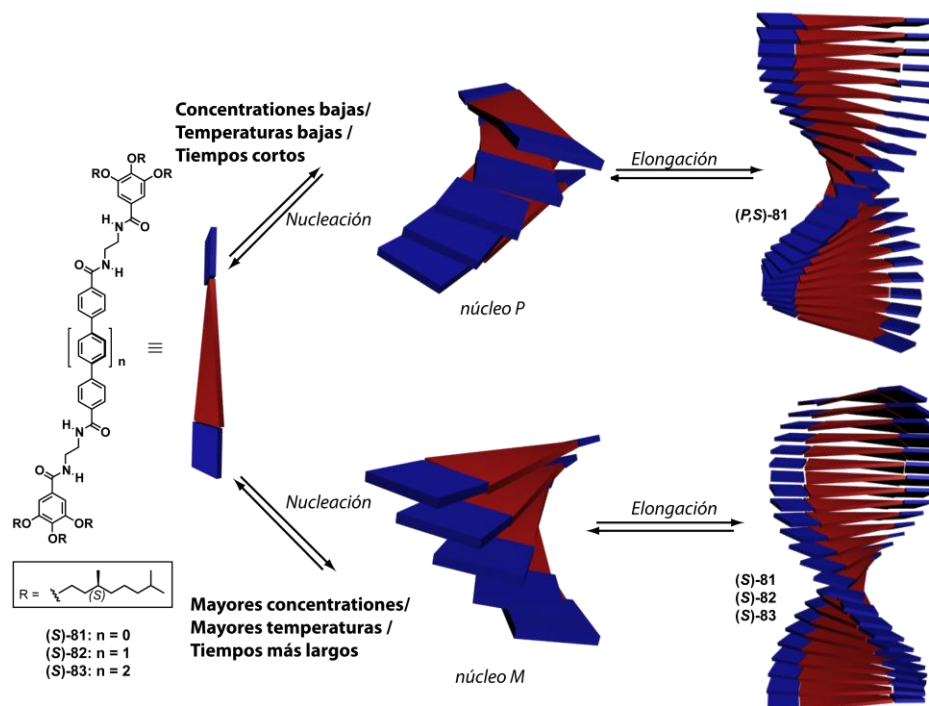 Concentrationes bajas/
Temperaturas bajas /
Tiempos cortos
Nucleación
Elongación
(P,S)-81
núcleo P
OR
RO
OR
O
N
H
N
H
O
[ ] n
≡
H
N
O
N
H
O
RO
OR
OR
Nucleación
Elongación
R =
(S)
(S)-81: n = 0
(S)-82: n = 1
(S)-83: n = 2
Mayores concentrationes/
Mayores temperaturas /
Tiempos más largos
núcleo M
(S)-81
(S)-82
(S)-83